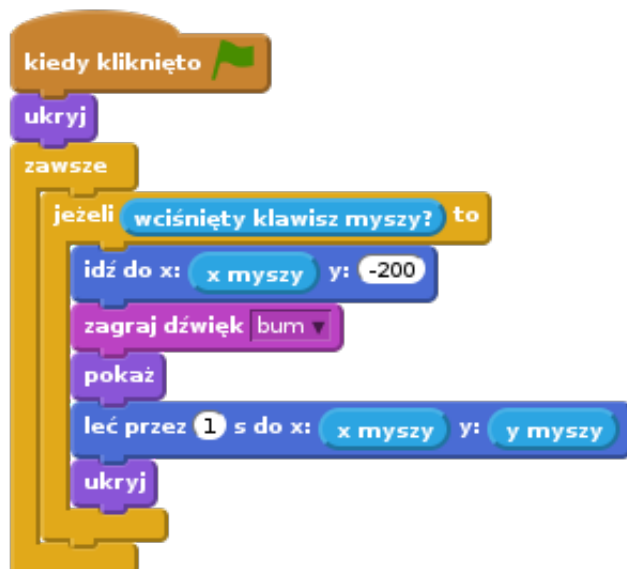 kiedy kliknięto
ukryj
zawsze
jeżeli wciśnięty klawisz myszy? to
idź do x: x myszy y: -200
zagraj dźwięk bum
pokaż
leć przez 1 s do x: x myszy y: y myszy
ukryj